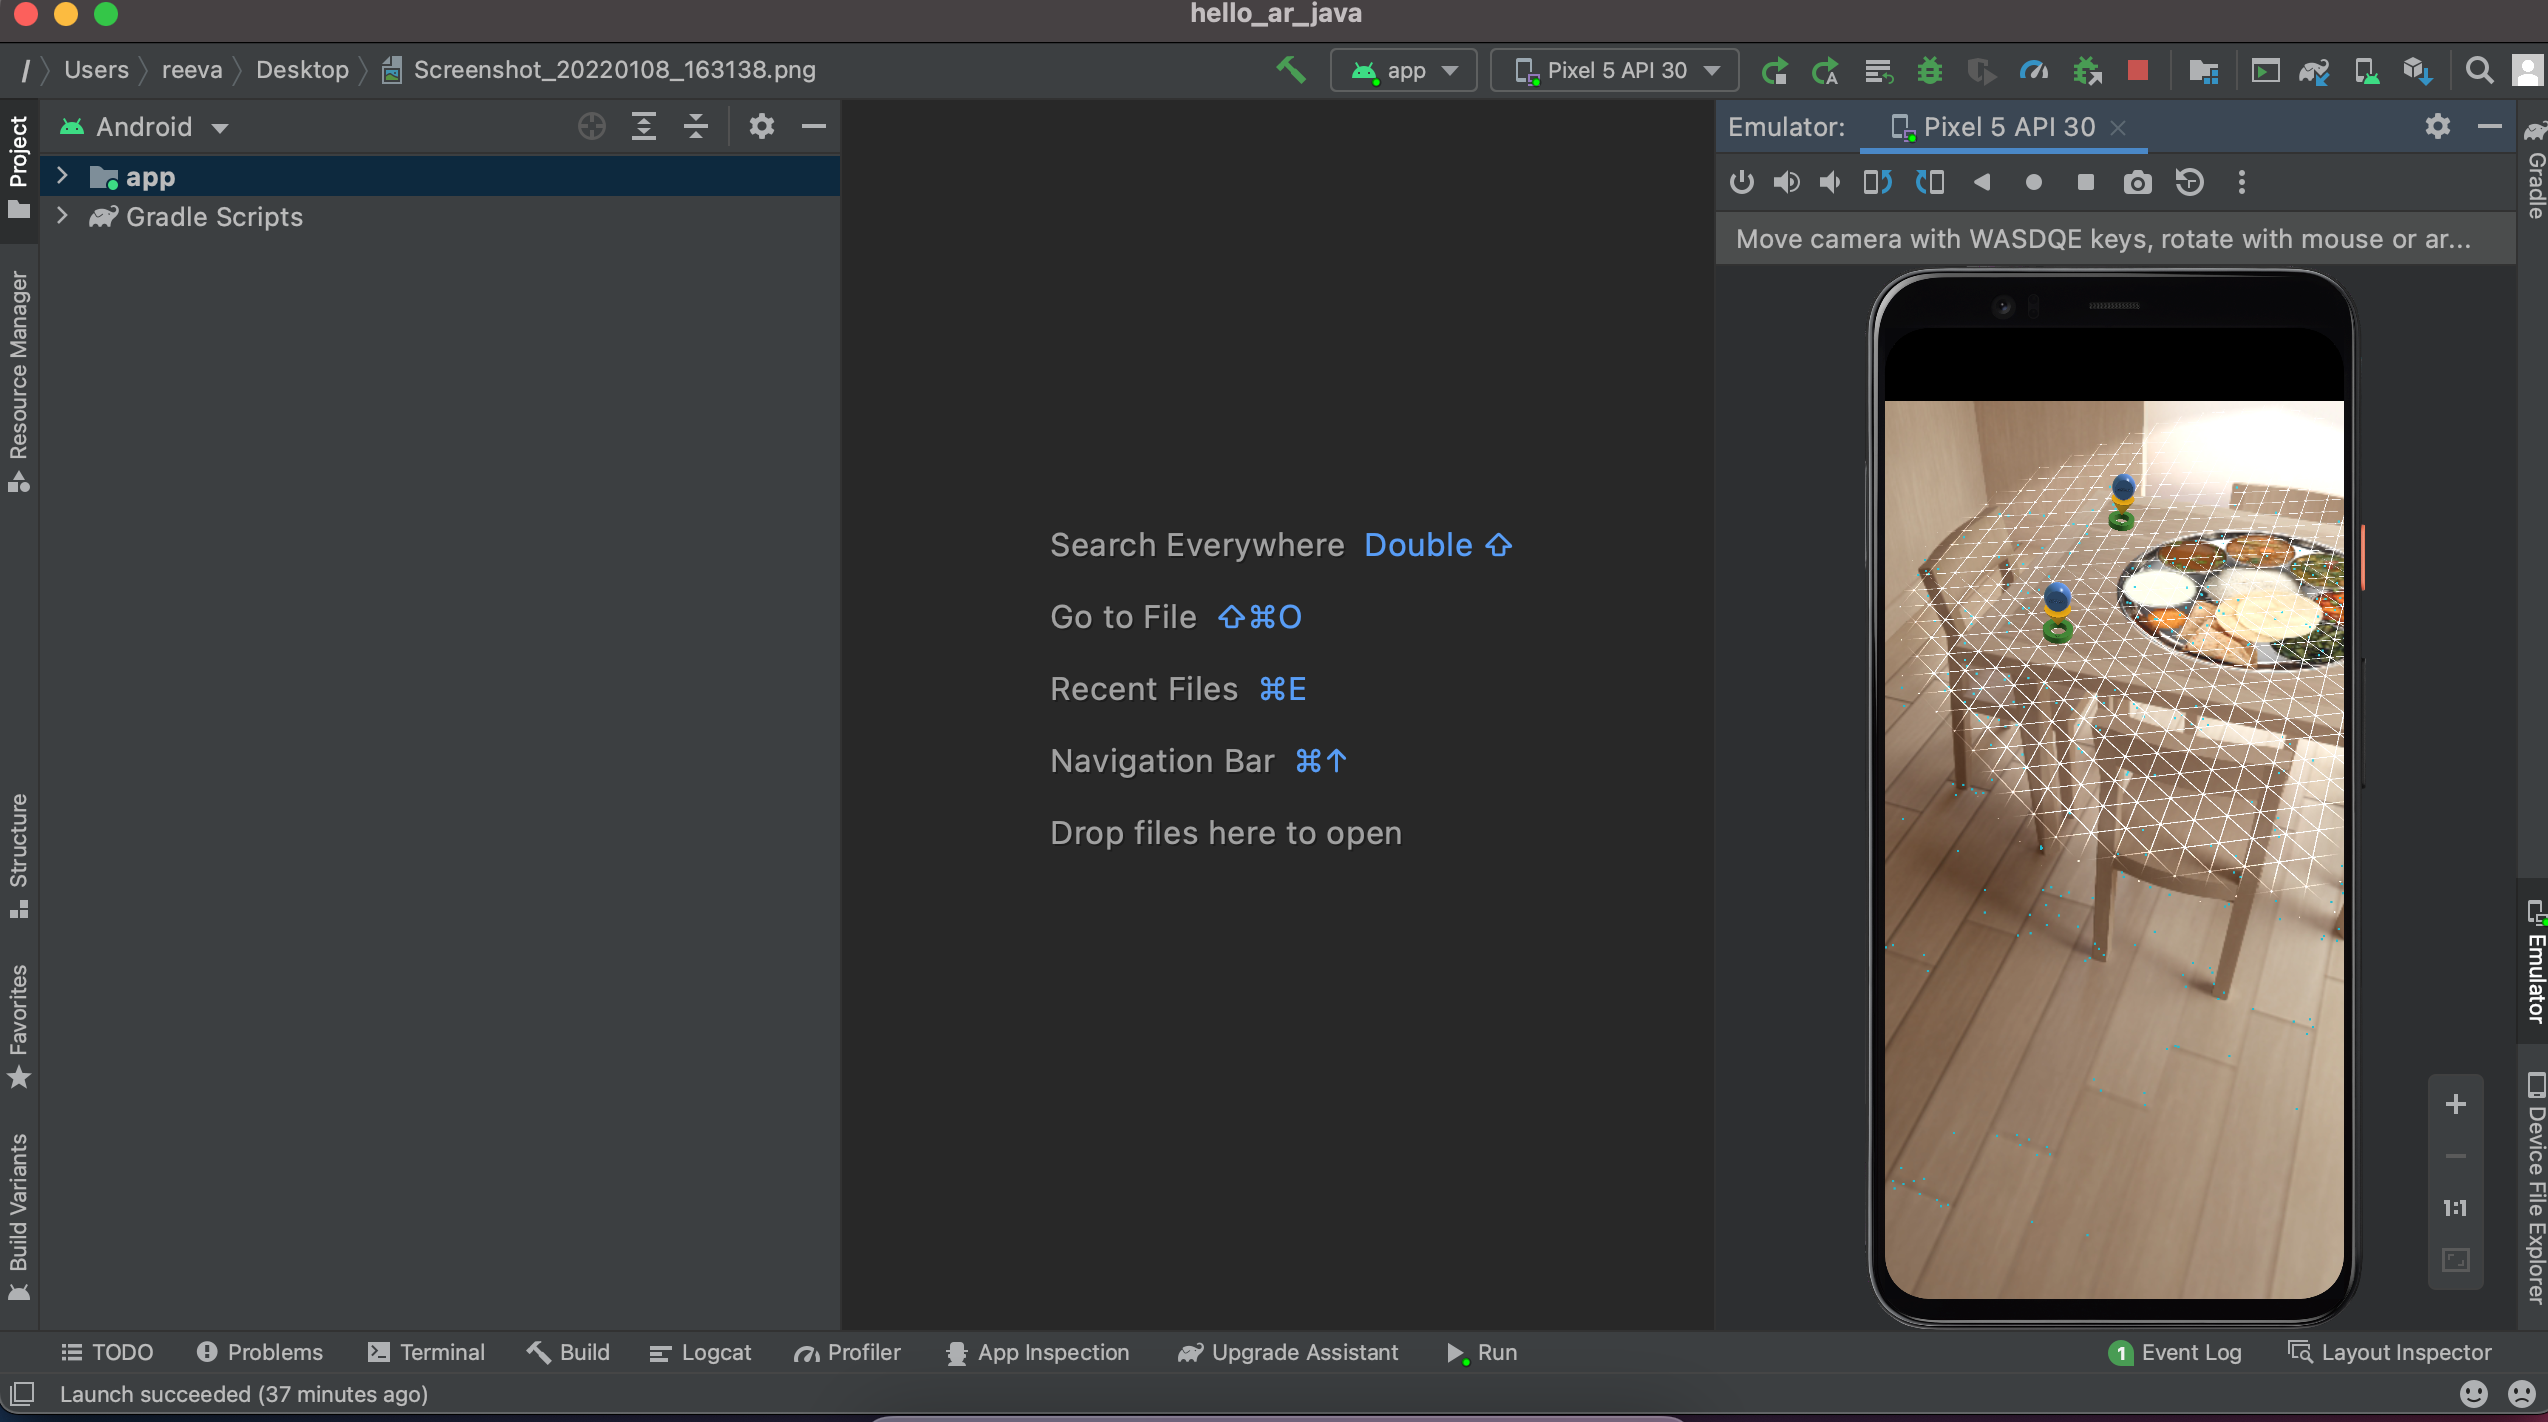 hello_ar_java
/ Users reeva Desktop Screenshot_20220108_163138.png
app
Pixel 5 API 30
Project
Android
app
Gradle Scripts
Resource Manager
Structure
Favorites
Build Variants
Search Everywhere Double ⇧
Go to File ⇧⌘O
Recent Files ⌘E
Navigation Bar ⌘↑
Drop files here to open
Emulator: Pixel 5 API 30
Move camera with WASDQE keys, rotate with mouse or ar...
1:1
Gradle
Emulator
Device File Explorer
TODO Problems Terminal Build Logcat Profiler App Inspection Upgrade Assistant Run 1 Event Log Layout Inspector
Launch succeeded (37 minutes ago)